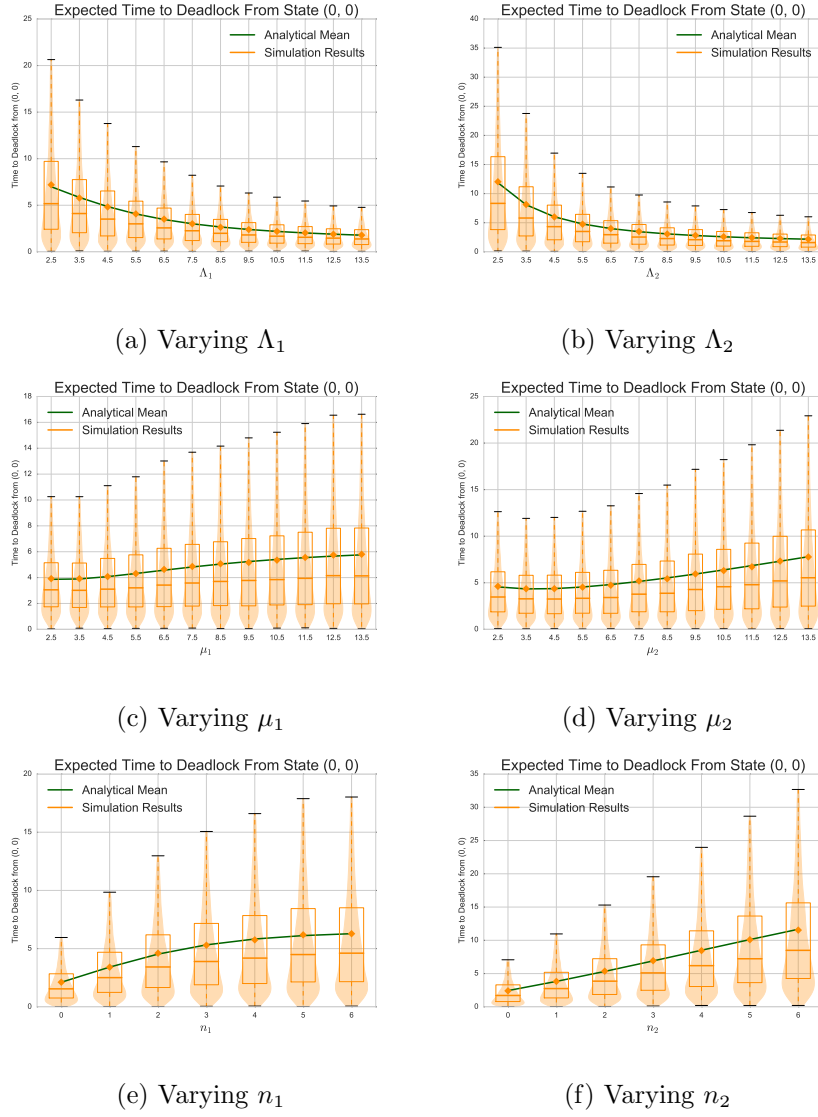 Expected Time to Deadlock From State (0, 0)
Analytical Mean
Simulation Results
Time to Deadlock from (0, 0)
25
20
15
10
5
0
2.5 3.5 4.5 5.5 6.5 7.5 8.5 9.5 10.5 11.5 12.5 13.5
Λ1
(a) Varying Λ1
Expected Time to Deadlock From State (0, 0)
Analytical Mean
Simulation Results
Time to Deadlock from (0, 0)
40
35
30
25
20
15
10
5
0
2.5 3.5 4.5 5.5 6.5 7.5 8.5 9.5 10.5 11.5 12.5 13.5
Λ2
(b) Varying Λ2
Expected Time to Deadlock From State (0, 0)
Analytical Mean
Simulation Results
Time to Deadlock from (0, 0)
18
16
14
12
10
8
6
4
2
0
2.5 3.5 4.5 5.5 6.5 7.5 8.5 9.5 10.5 11.5 12.5 13.5
μ1
(c) Varying μ1
Expected Time to Deadlock From State (0, 0)
Analytical Mean
Simulation Results
Time to Deadlock from (0, 0)
25
20
15
10
5
0
2.5 3.5 4.5 5.5 6.5 7.5 8.5 9.5 10.5 11.5 12.5 13.5
μ2
(d) Varying μ2
Expected Time to Deadlock From State (0, 0)
Analytical Mean
Simulation Results
Time to Deadlock from (0, 0)
20
15
10
5
0
0 1 2 3 4 5 6
n1
(e) Varying n1
Expected Time to Deadlock From State (0, 0)
Analytical Mean
Simulation Results
Time to Deadlock from (0, 0)
35
30
25
20
15
10
5
0
0 1 2 3 4 5 6
n2
(f) Varying n2